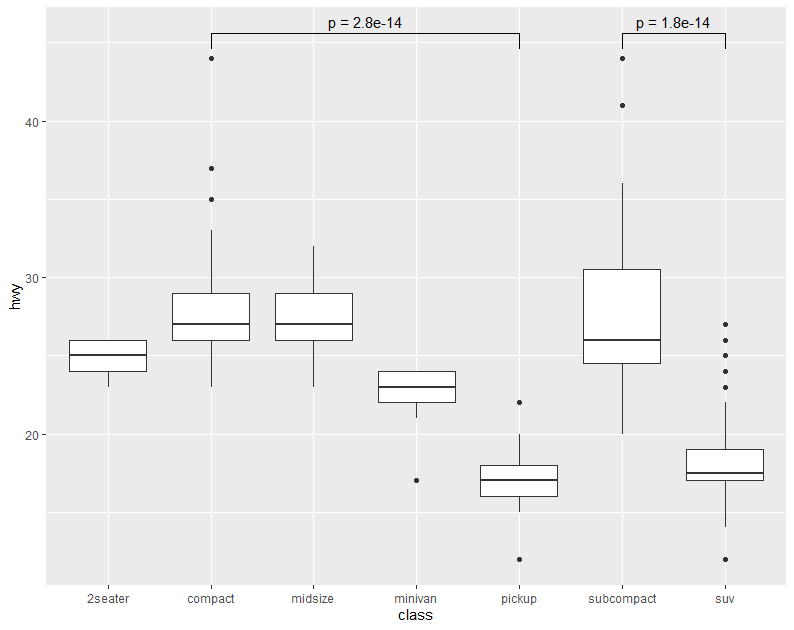 p = 2.8e-14 p = 1.8e-14
hwy
40
30
20
2seater compact midsize minivan pickup subcompact suv
class